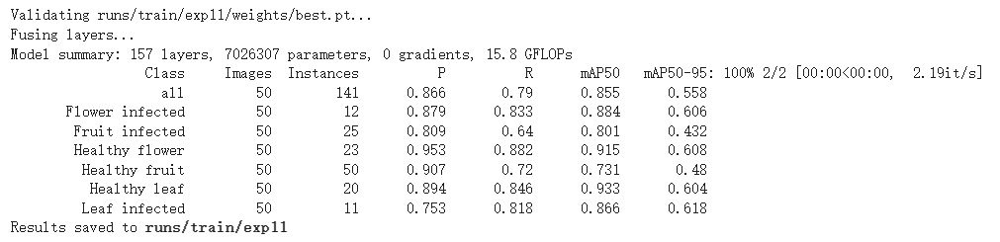 Validating runs/train/exp11/weights/best.pt...
Fusing layers...
Model summary: 157 layers, 7026307 parameters, 0 gradients, 15.8 GFLOPs
Class Images Instances P R mAP50 mAP50-95: 100% 2/2 [00:00<00:00, 2.19it/s]
all 50 141 0.866 0.79 0.855 0.558
Flower infected 50 12 0.879 0.833 0.884 0.606
Fruit infected 50 25 0.809 0.64 0.801 0.432
Healthy flower 50 23 0.953 0.882 0.915 0.608
Healthy fruit 50 50 0.907 0.72 0.731 0.48
Healthy leaf 50 20 0.894 0.846 0.933 0.604
Leaf infected 50 11 0.753 0.818 0.866 0.618
Results saved to runs/train/exp11